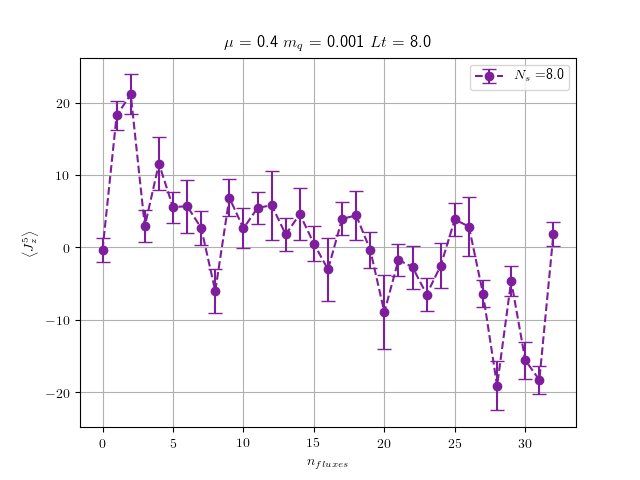 μ = 0.4 m_q = 0.001 Lt = 8.0
N_s =8.0
⟨J_z^5⟩
20
10
0
−10
−20
0 5 10 15 20 25 30
n_fluxes